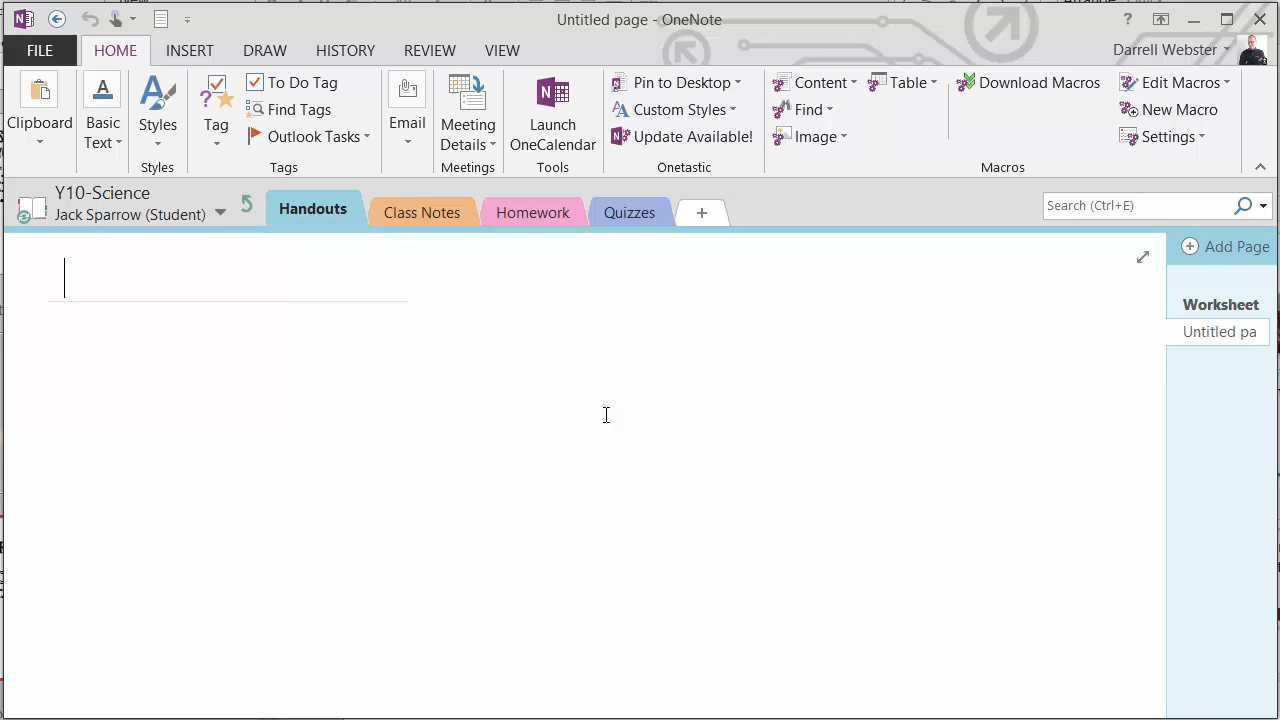 Untitled page - OneNote
?
FILE
HOME
INSERT
DRAW
HISTORY
REVIEW
VIEW
Darrell Webster
Clipboard
Basic
Text
Styles
Styles
Tag
To Do Tag
Find Tags
Outlook Tasks
Tags
Email
Meeting
Details
Meetings
Launch
OneCalendar
Tools
Pin to Desktop
Custom Styles
Update Available!
Onetastic
Content
Find
Image
Table
Download Macros
Edit Macros
New Macro
Settings
Macros
Y10-Science
Jack Sparrow (Student)
Handouts
Class Notes
Homework
Quizzes
+
Search (Ctrl+E)
Add Page
Worksheet
Untitled pa